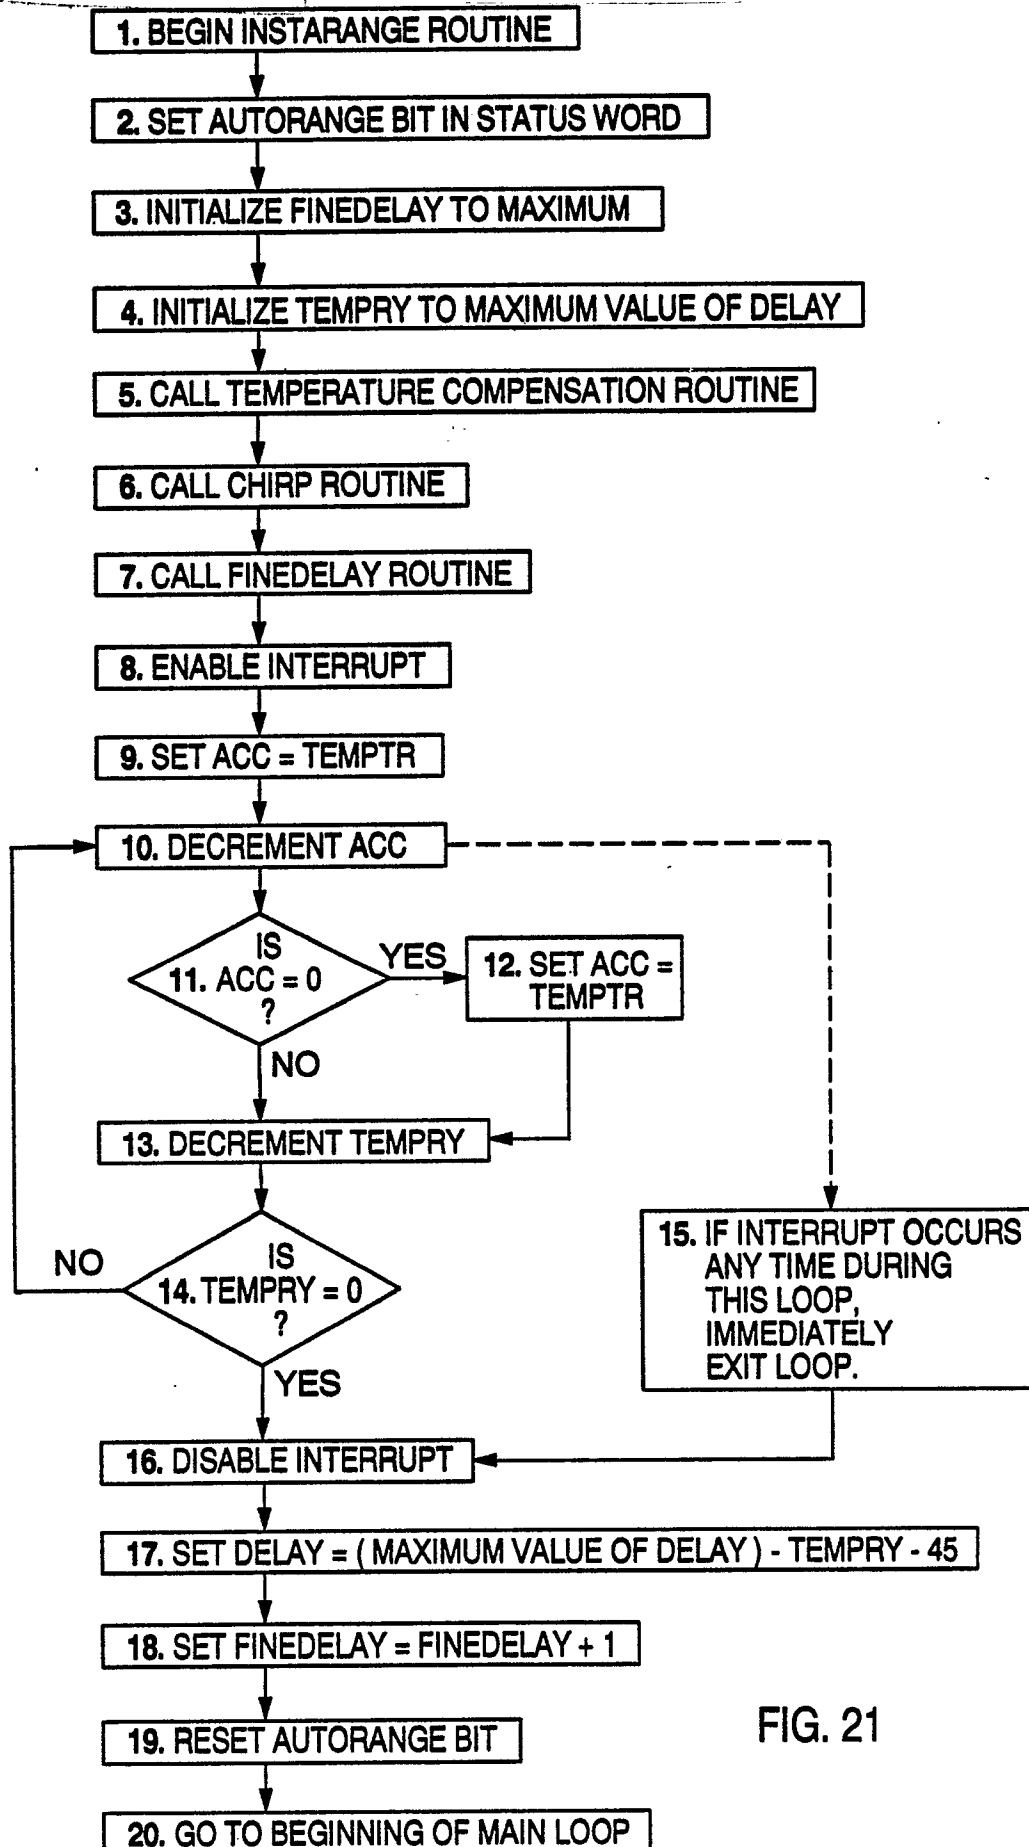 1. BEGIN INSTARANGE ROUTINE
2. SET AUTORANGE BIT IN STATUS WORD
3. INITIALIZE FINEDELAY TO MAXIMUM
4. INITIALIZE TEMPRY TO MAXIMUM VALUE OF DELAY
5. CALL TEMPERATURE COMPENSATION ROUTINE
6. CALL CHIRP ROUTINE
7. CALL FINEDELAY ROUTINE
8. ENABLE INTERRUPT
9. SET ACC = TEMPTR
10. DECREMENT ACC
IS
11. ACC = 0
?
YES
12. SET ACC =
TEMPTR
NO
13. DECREMENT TEMPRY
IS
14. TEMPRY = 0
?
NO
YES
15. IF INTERRUPT OCCURS
ANY TIME DURING
THIS LOOP,
IMMEDIATELY
EXIT LOOP.
16. DISABLE INTERRUPT
17. SET DELAY = ( MAXIMUM VALUE OF DELAY ) - TEMPRY - 45
18. SET FINEDELAY = FINEDELAY + 1
19. RESET AUTORANGE BIT
20. GO TO BEGINNING OF MAIN LOOP
FIG. 21